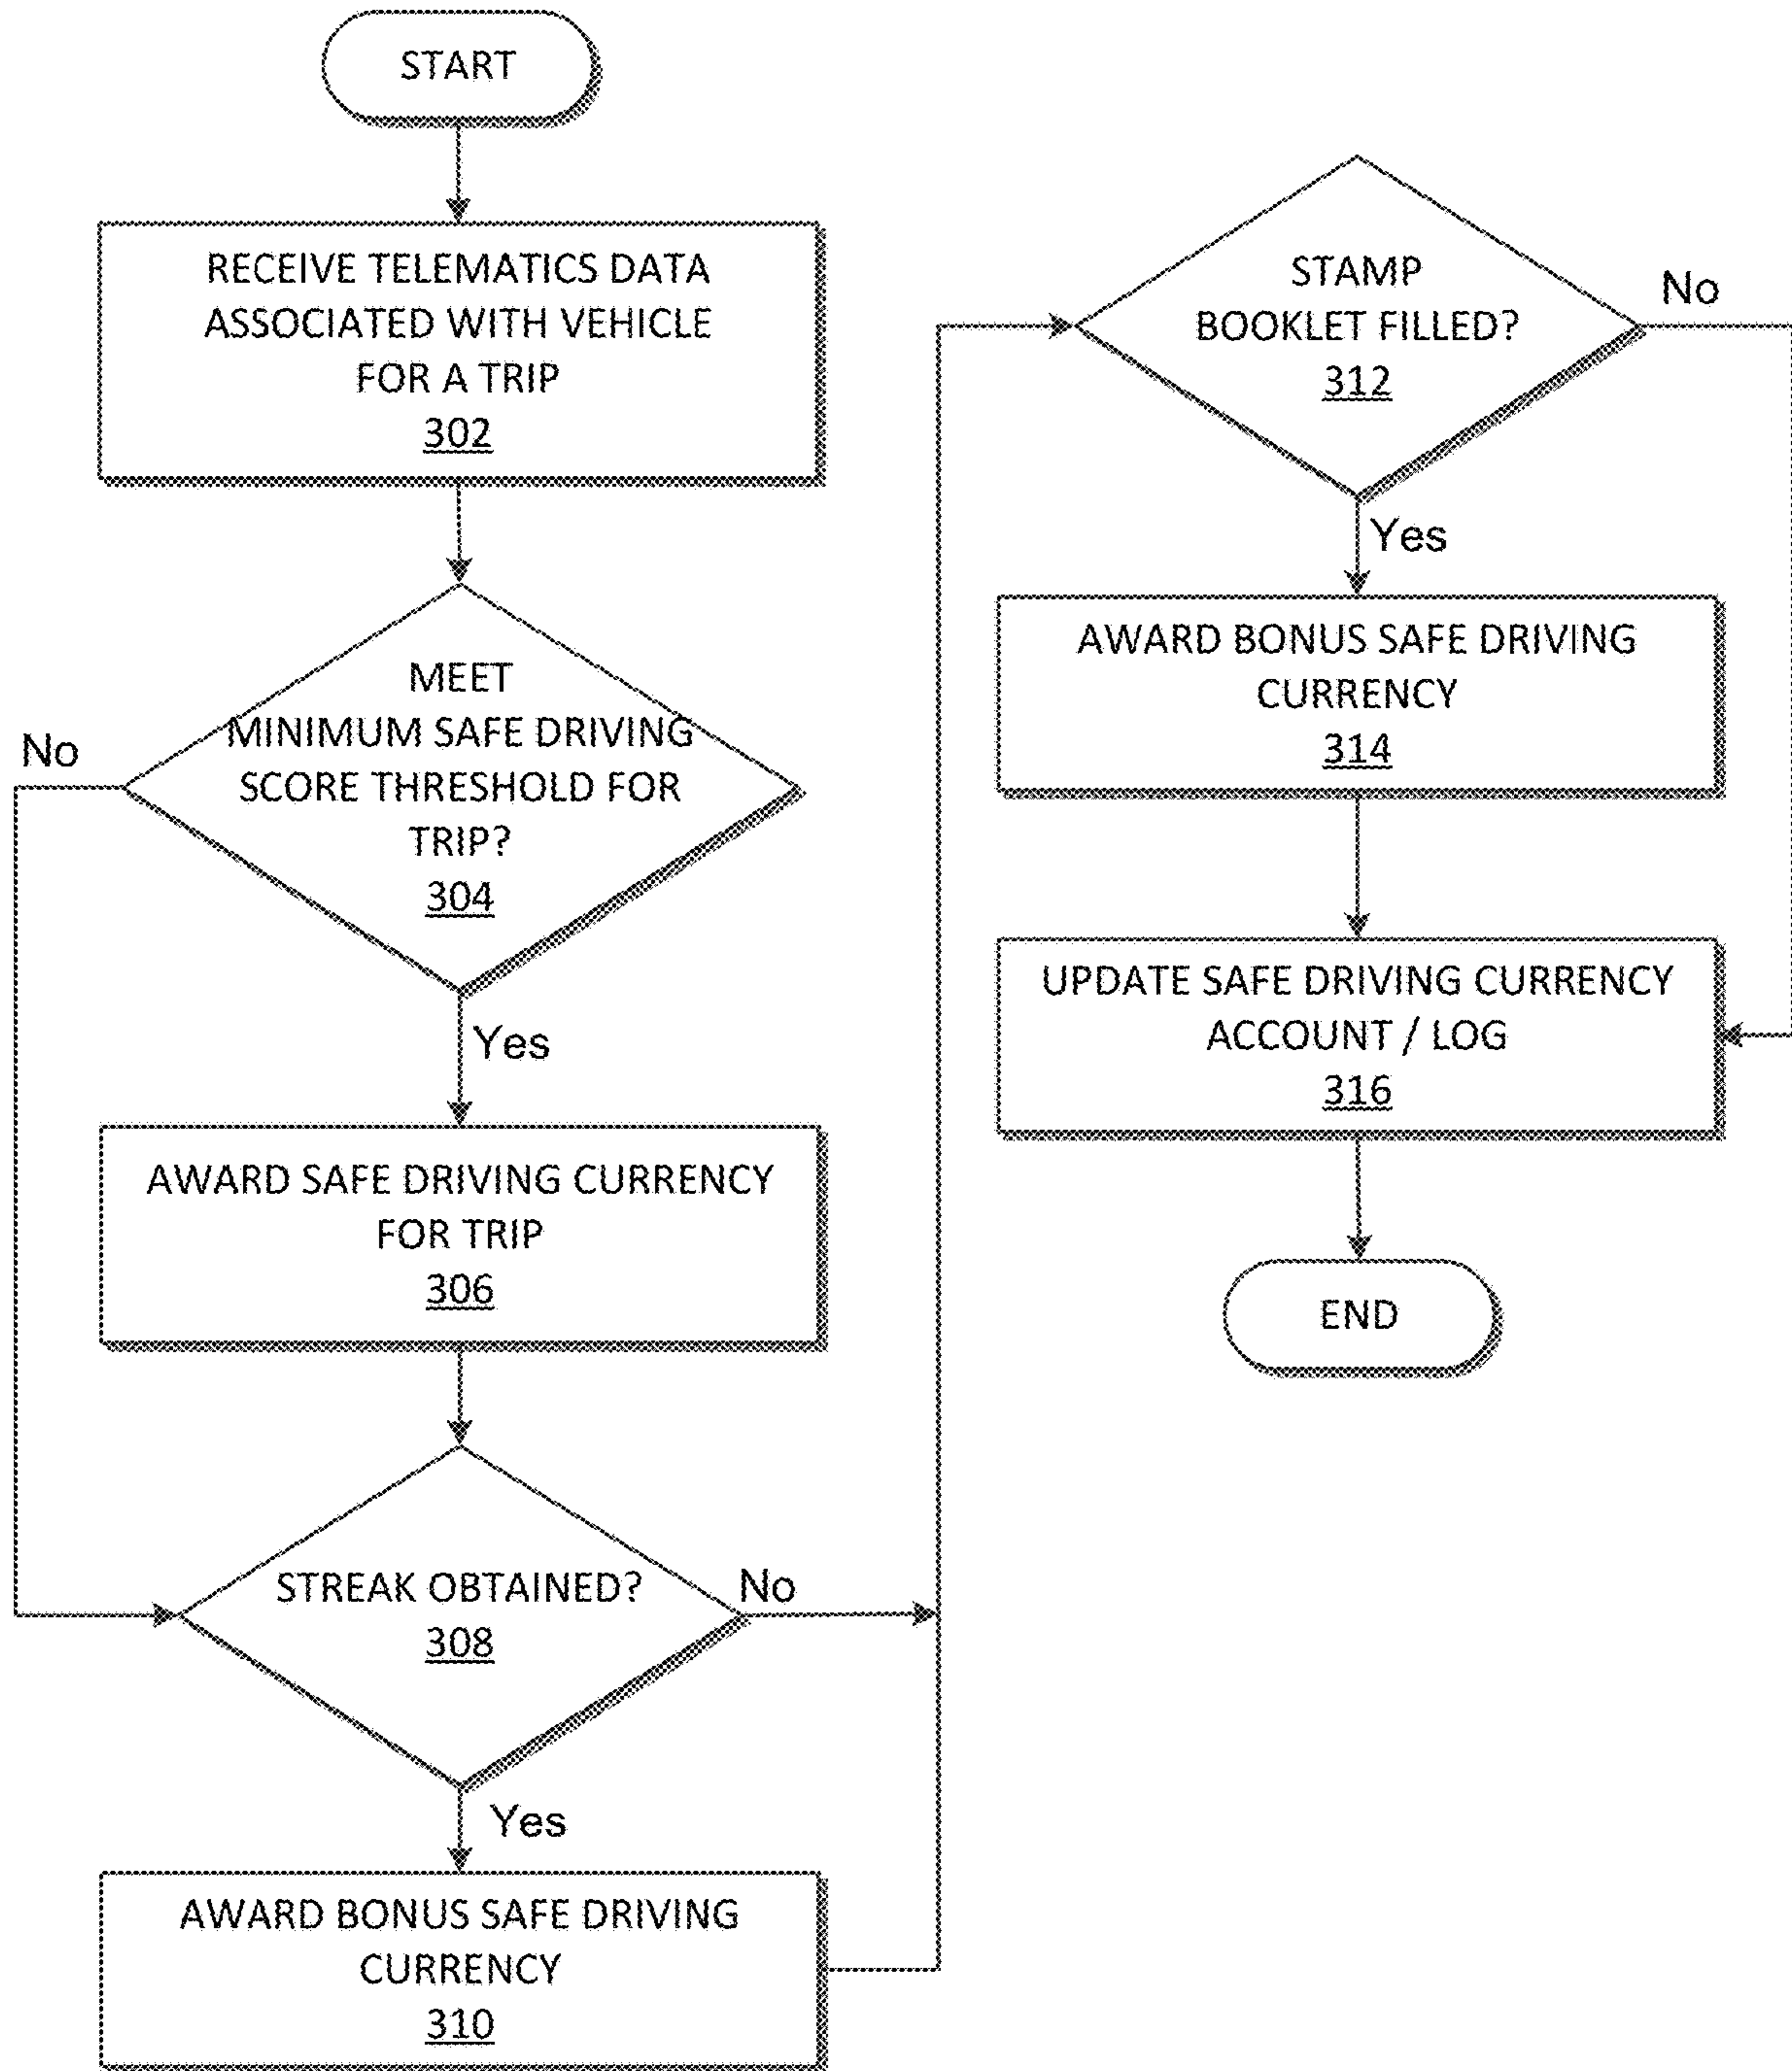 START
RECEIVE TELEMATICS DATA
ASSOCIATED WITH VEHICLE
FOR A TRIP
302
MEET
MINIMUM SAFE DRIVING
SCORE THRESHOLD FOR
TRIP?
304
No
Yes
AWARD SAFE DRIVING CURRENCY
FOR TRIP
306
STREAK OBTAINED?
308
No
Yes
AWARD BONUS SAFE DRIVING
CURRENCY
310
STAMP
BOOKLET FILLED?
312
No
Yes
AWARD BONUS SAFE DRIVING
CURRENCY
314
UPDATE SAFE DRIVING CURRENCY
ACCOUNT / LOG
316
END